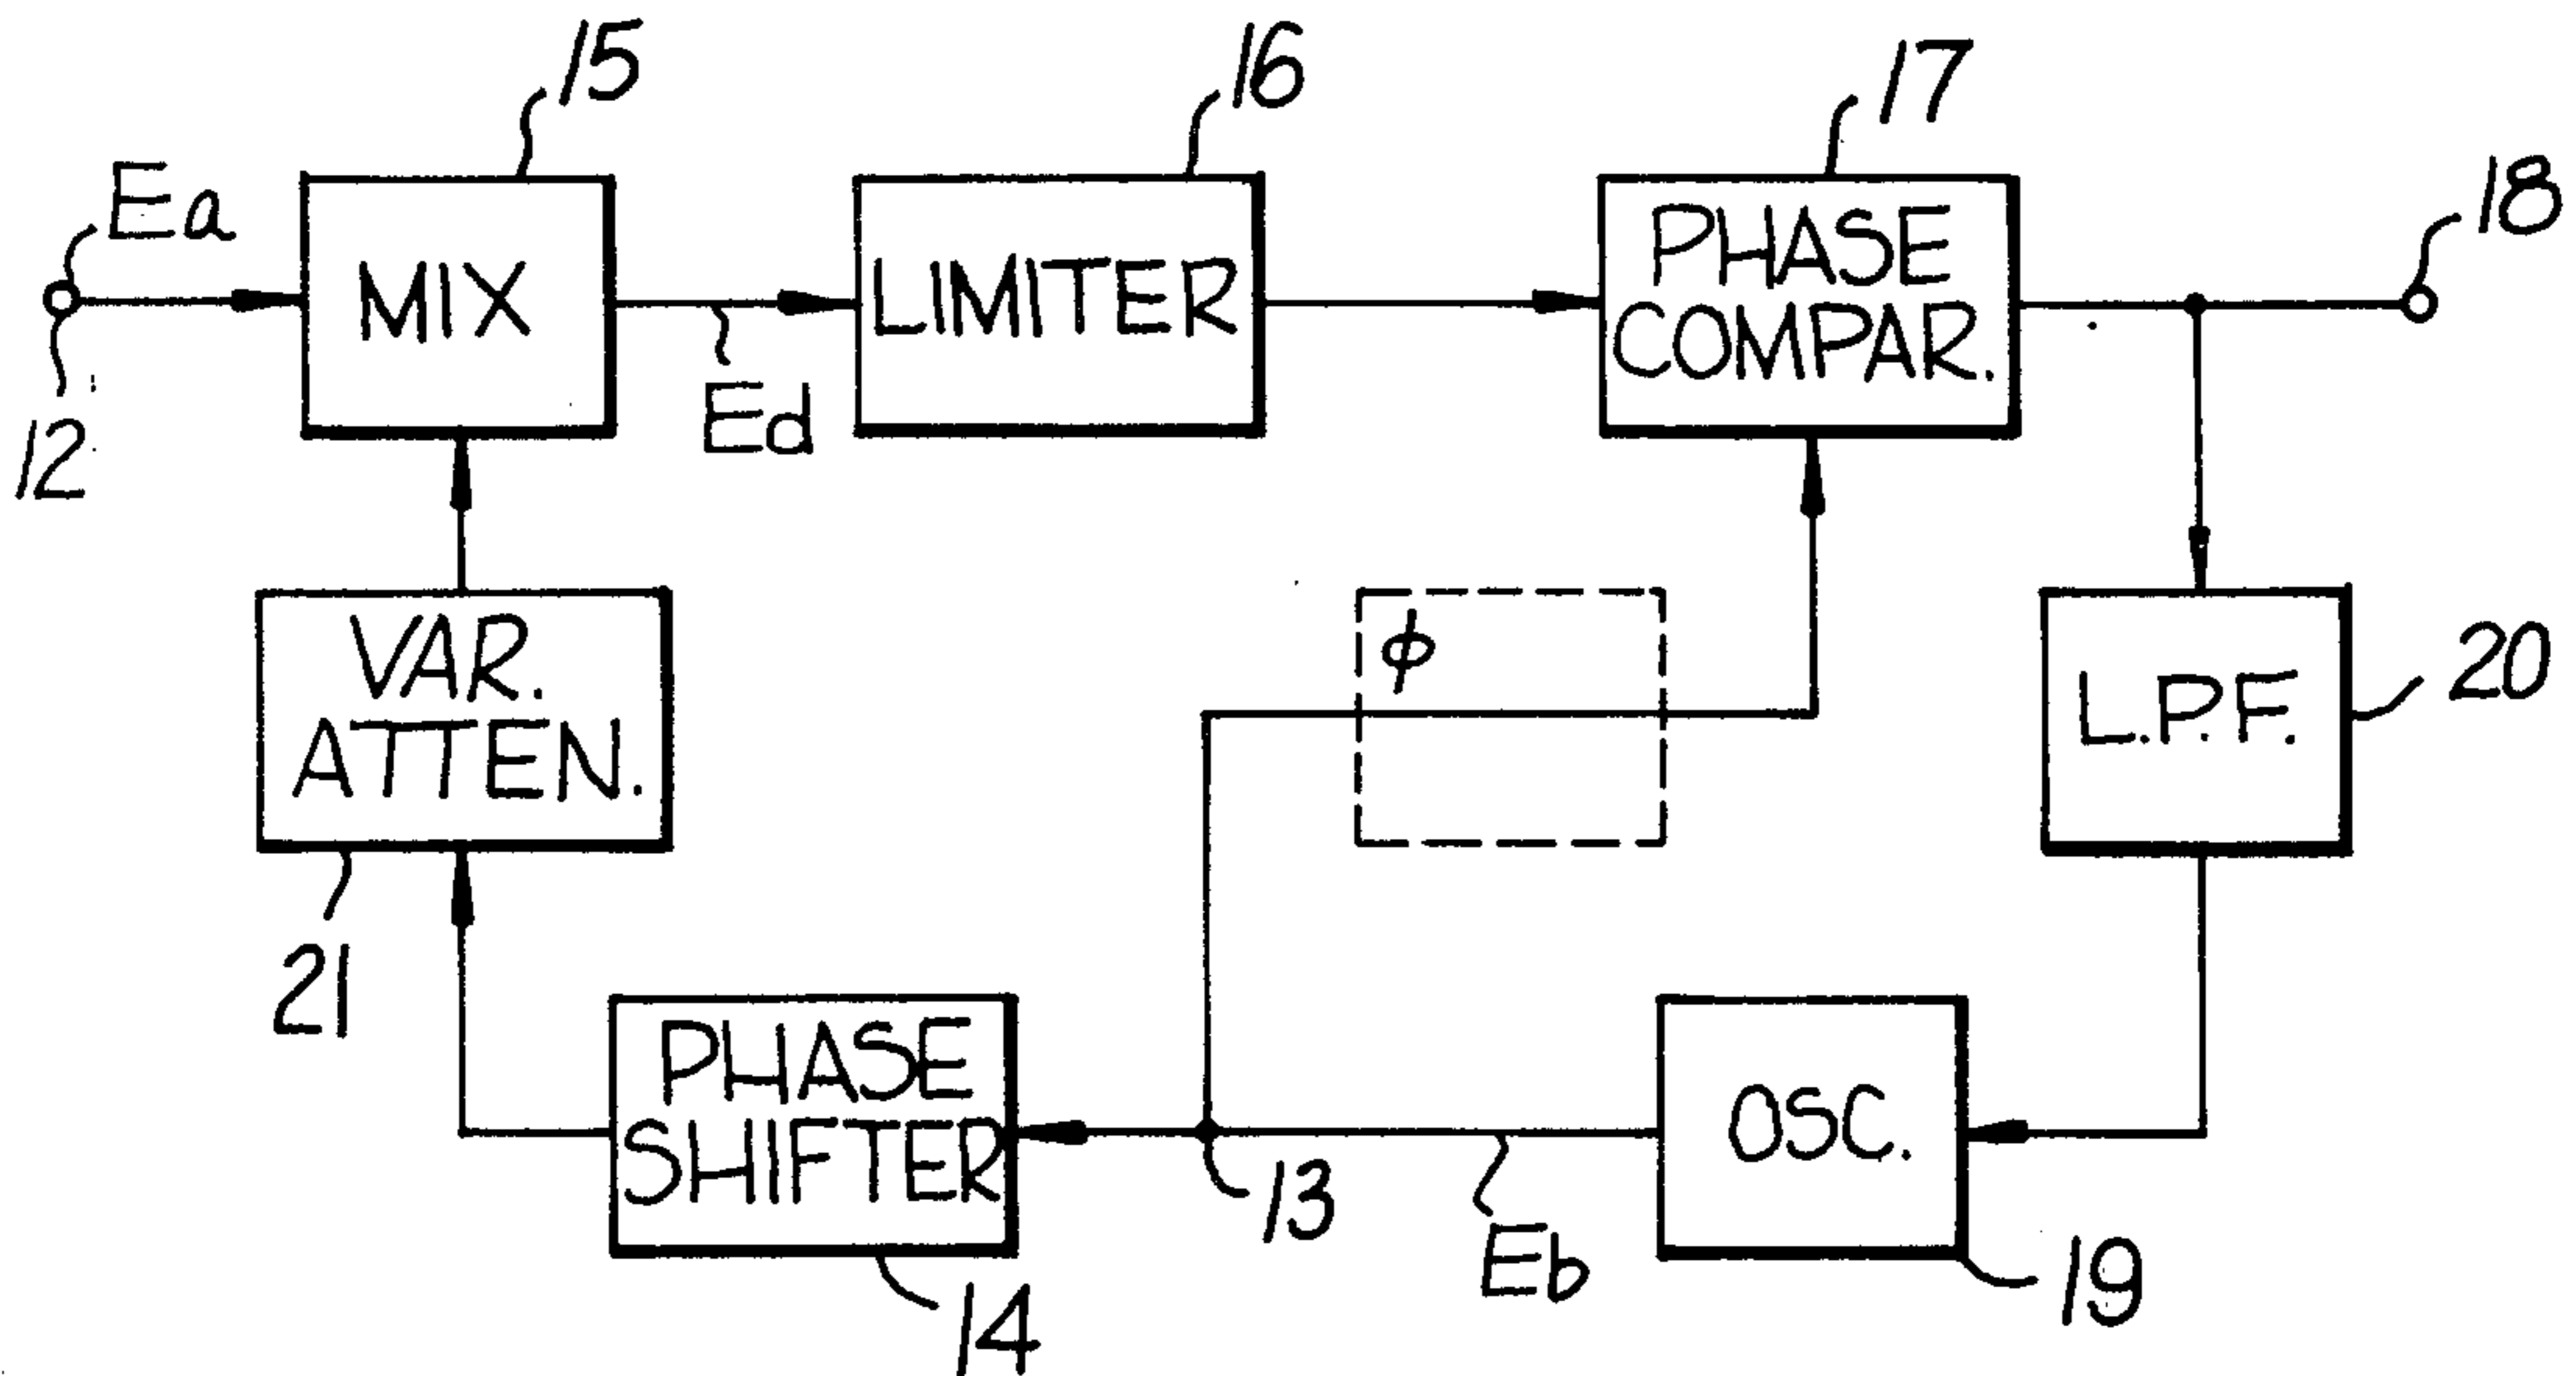 15
16
17
18
Ea
MIX
LIMITER
PHASE
COMPAR.
12
Ed
VAR.
ATTEN.
ϕ
L.P.F.
20
21
PHASE
SHIFTER
13
OSC.
Eb
14
19